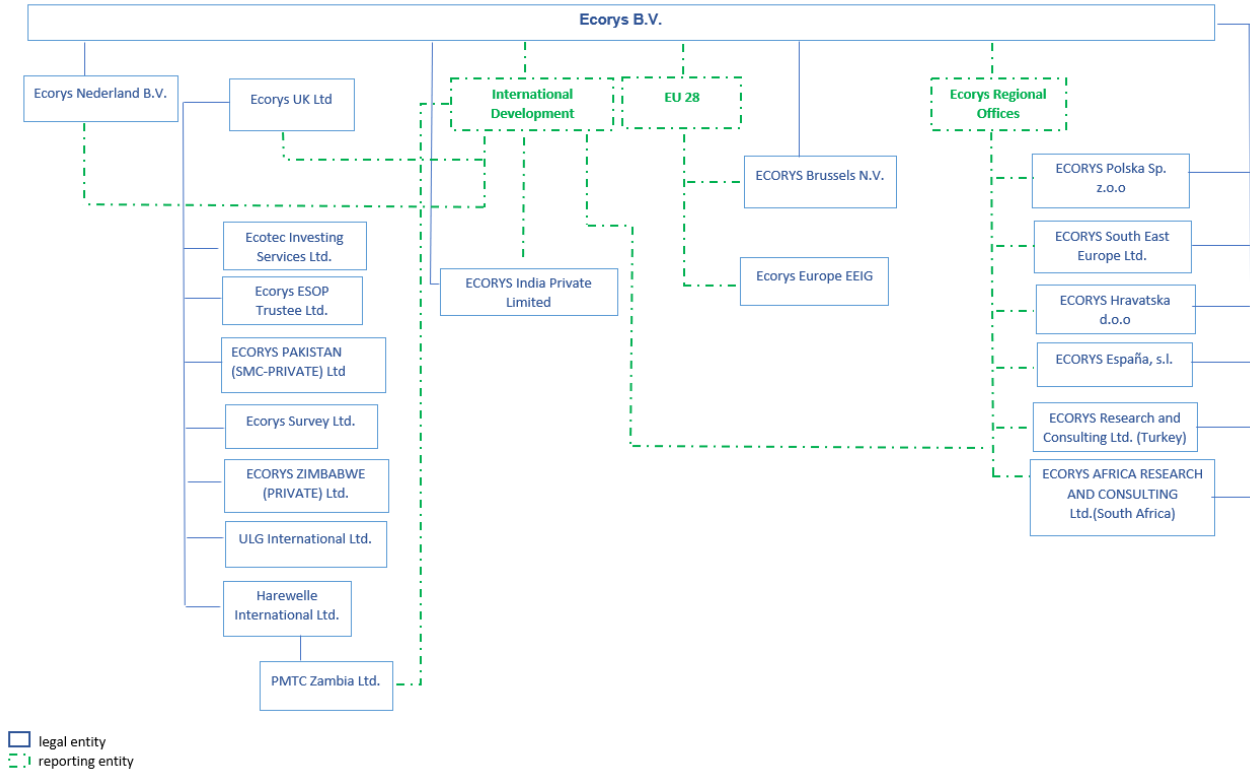 Ecorys B.V.
Ecorys Nederland B.V.
Ecorys UK Ltd
International
Development
EU 28
Ecorys Regional
Offices
ECORYS Brussels N.V.
ECORYS Polska Sp.
z.o.o
Ecotec Investing
Services Ltd.
ECORYS South East
Europe Ltd.
Ecorys ESOP
Trustee Ltd.
ECORYS India Private
Limited
Ecorys Europe EEIG
ECORYS Hravatska
d.o.o
ECORYS PAKISTAN
(SMC-PRIVATE) Ltd
ECORYS España, s.l.
Ecorys Survey Ltd.
ECORYS Research and
Consulting Ltd. (Turkey)
ECORYS ZIMBABWE
(PRIVATE) Ltd.
ECORYS AFRICA RESEARCH
AND CONSULTING
Ltd.(South Africa)
ULG International Ltd.
Harewelle
International Ltd.
PMTC Zambia Ltd.
legal entity
reporting entity